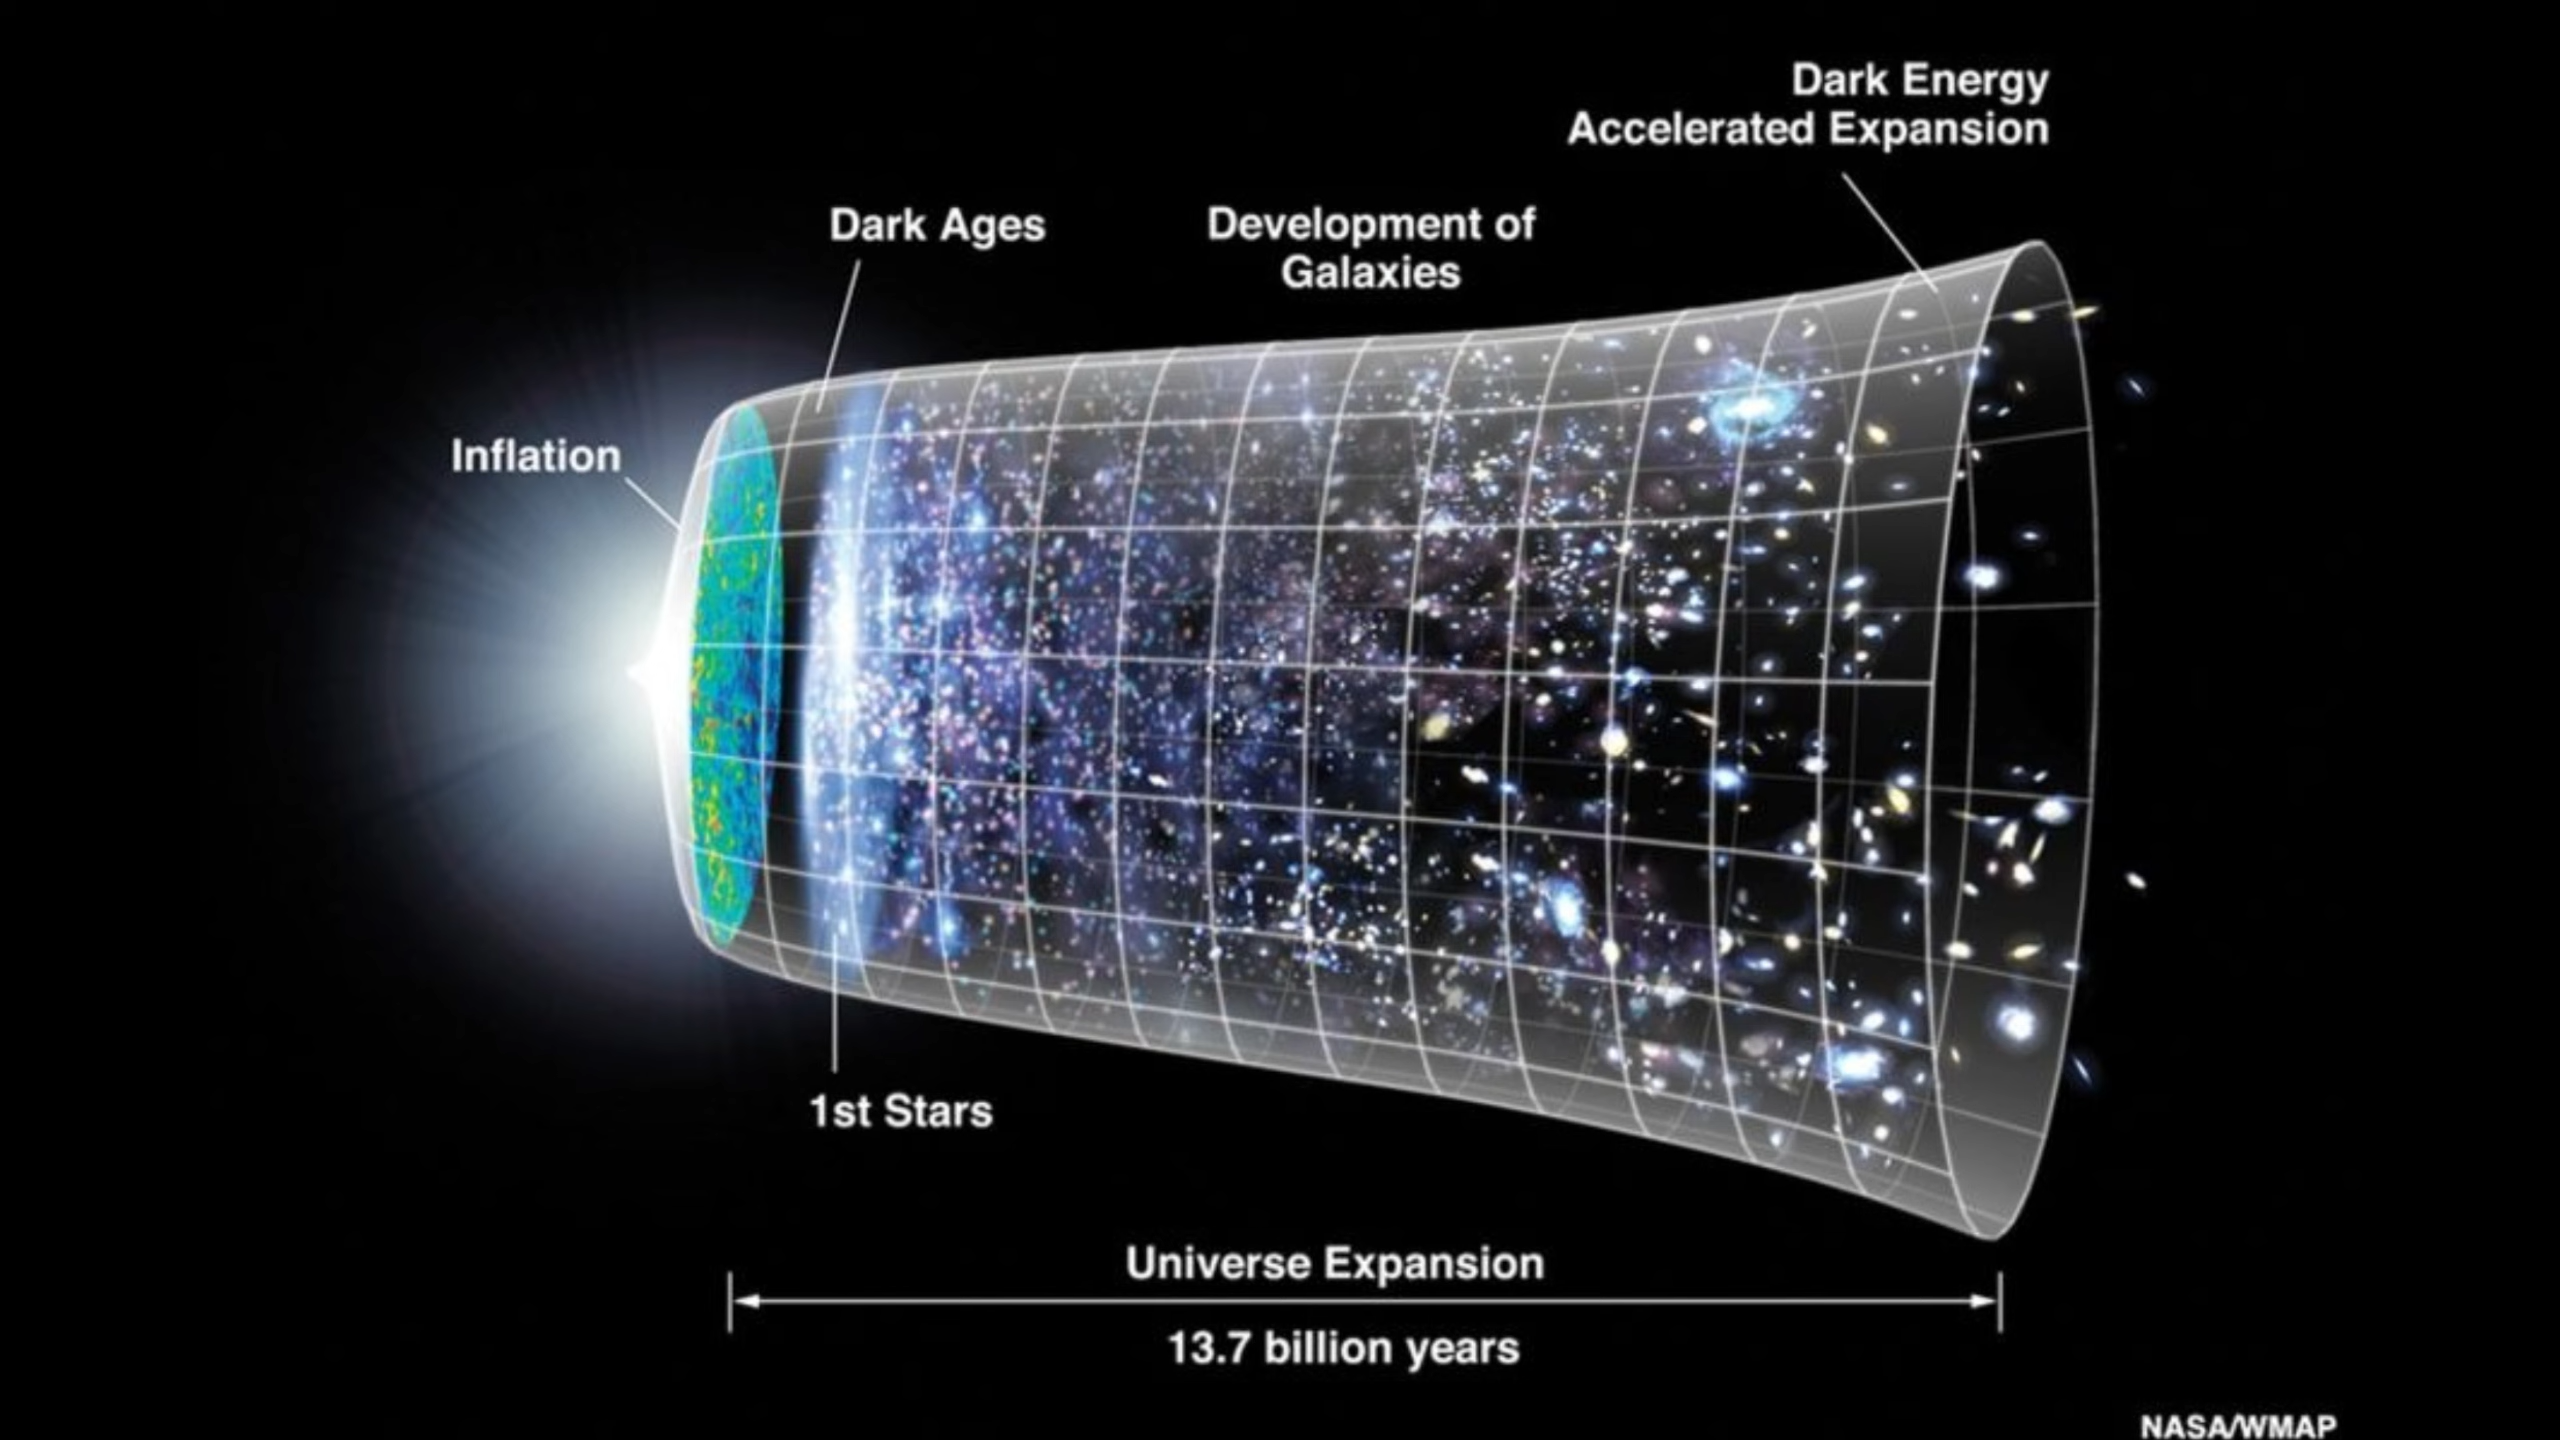 Dark Energy
Accelerated Expansion
Dark Ages
Development of
Galaxies
Inflation
1st Stars
Universe Expansion
13.7 billion years
NASA/WMAP